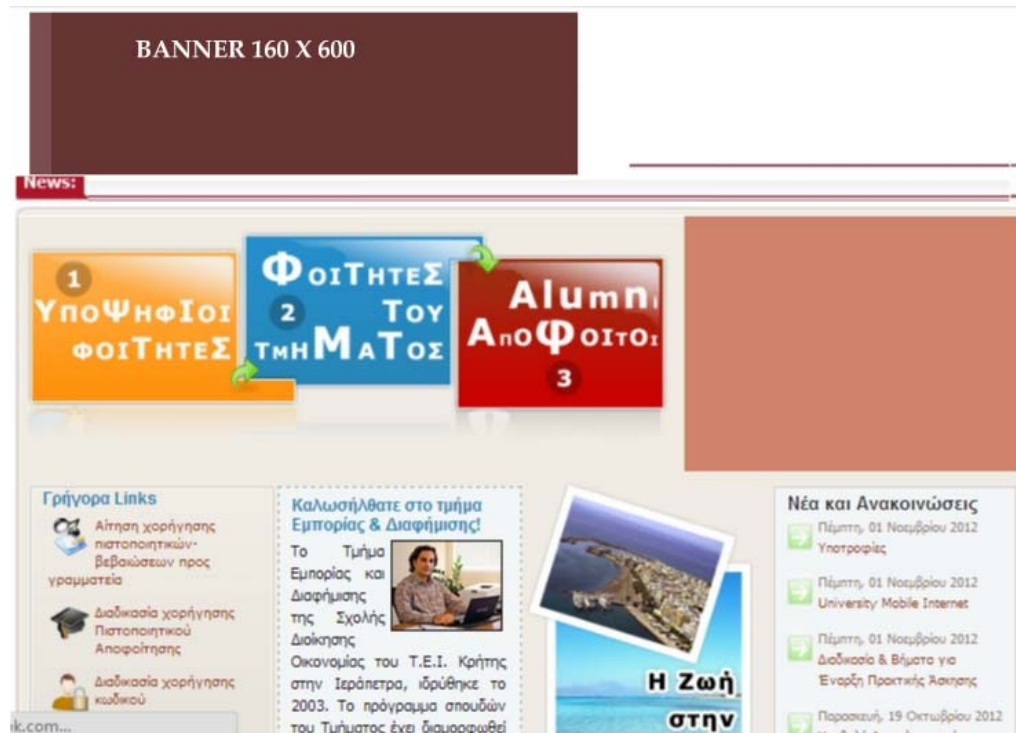 BANNER 160 X 600
News:
1
ΥποΨηφΙοι
φοιΤητεΣ
ΦοιΤητεΣ
2
Του
τμηΜαΤος
Alumni
ΑποΦοιτοι
3
Γρήγορα Links
Αίτηση χορήγησης
πιστοποιητικών-
βεβαιώσεων προς
γραμματεία
Διαδικασία χορήγησης
Πιστοποιητικού
Αποφοίτησης
Διαδικασία χορήγησης
κωδικού
k.com...
Καλωσήλθατε στο τμήμα
Εμπορίας & Διαφήμισης!
Το Τμήμα
Εμπορίας και
Διαφήμισης
της Σχολής
Διοίκησης
Οικονομίας του Τ.Ε.Ι. Κρήτης
στην Ιεράπετρα, ιδρύθηκε το
2003. Το πρόγραμμα σπουδών
του Τμήματος έχει διαμορφωθεί
Η Ζωή
στην
Νέα και Ανακοινώσεις
Πέμπτη, 01 Νοεμβρίου 2012
Υποτροφίες
Πέμπτη, 01 Νοεμβρίου 2012
University Mobile Internet
Πέμπτη, 01 Νοεμβρίου 2012
Διαδικασία & Βήματα για
Έναρξη Πρακτικής Άσκησης
Παρασκευή, 19 Οκτωβρίου 2012